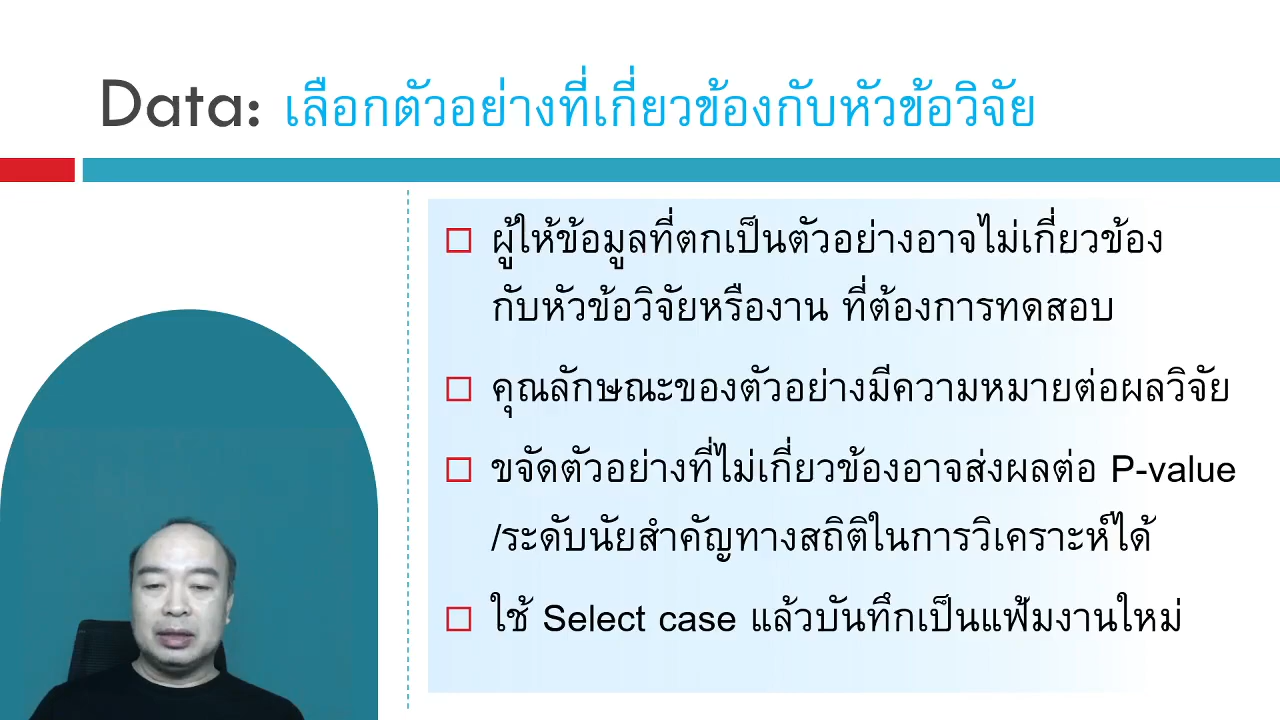 Data: เลือกตัวอย่างที่เกี่ยวข้องกับหัวข้อวิจัย
ผู้ให้ข้อมูลที่ตกเป็นตัวอย่างอาจไม่เกี่ยวข้อง
กับหัวข้อวิจัยหรืองาน ที่ต้องการทดสอบ
คุณลักษณะของตัวอย่างมีความหมายต่อผลวิจัย
ขจัดตัวอย่างที่ไม่เกี่ยวข้องอาจส่งผลต่อ P-value
/ระดับนัยสำคัญทางสถิติในการวิเคราะห์ได้
ใช้ Select case แล้วบันทึกเป็นแฟ้มงานใหม่